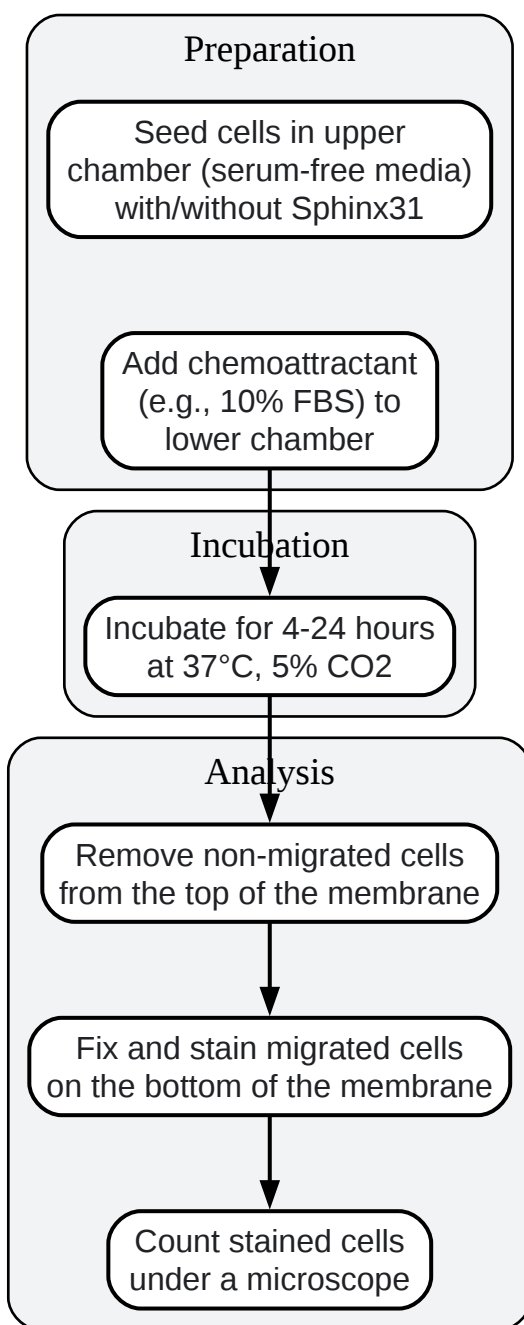 Preparation
Seed cells in upper
chamber (serum-free media)
with/without Sphinx31
Add chemoattractant
(e.g., 10% FBS) to
lower chamber
Incubation
Incubate for 4-24 hours
at 37°C, 5% CO2
Analysis
Remove non-migrated cells
from the top of the membrane
Fix and stain migrated cells
on the bottom of the membrane
Count stained cells
under a microscope